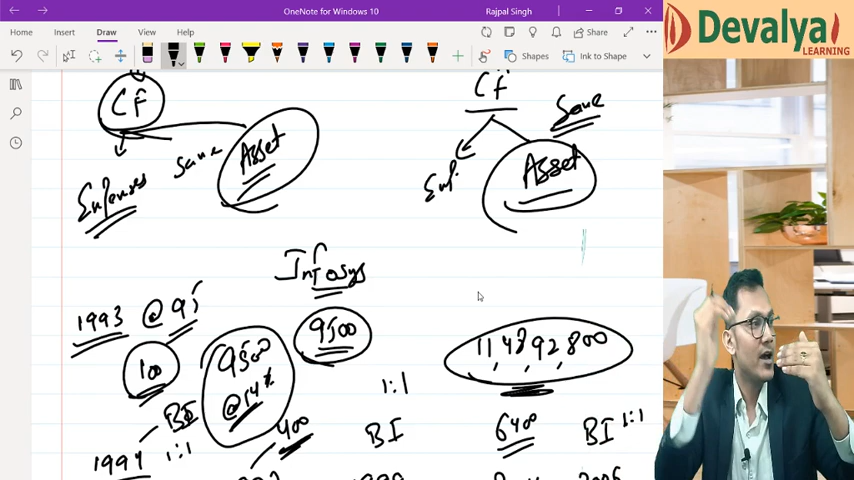 OneNote for Windows 10
Rajpal Singh
Home Insert Draw View Help
Share
Shapes Ink to Shape
Devalya
LEARNING
CF
CF
Save
Save
Asset
Asset
Expenses
Exp.
Infosys
1993 @ 95
9500
11 48 92 800
100
9500
@14%
1:1
BI
400
BI
6400
BI 1:1
1994 1:1